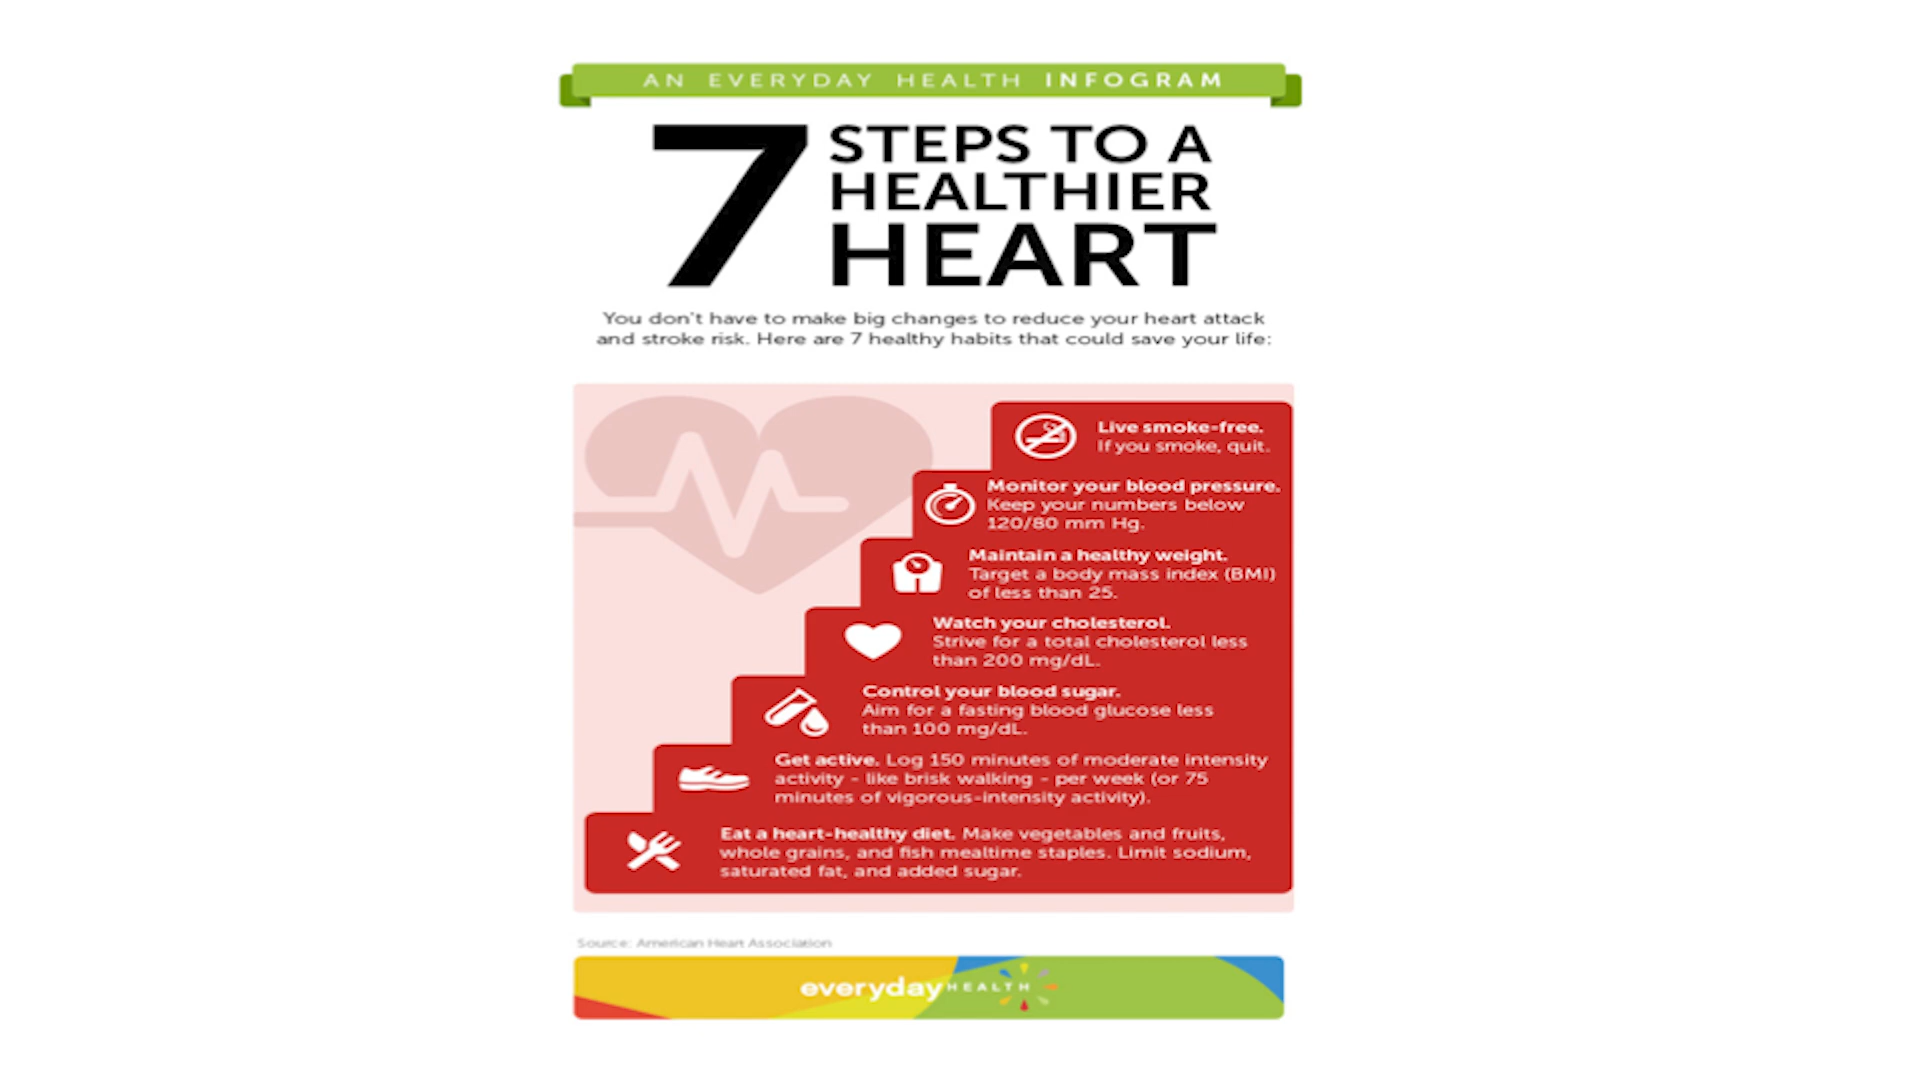 AN EVERYDAY HEALTH INFOGRAM
7 STEPS TO A
HEALTHIER
HEART
You don't have to make big changes to reduce your heart attack
and stroke risk. Here are 7 healthy habits that could save your life:
Live smoke-free.
If you smoke, quit.
Monitor your blood pressure.
Keep your numbers below
120/80 mm Hg.
Maintain a healthy weight.
Target a body mass index (BMI)
of less than 25.
Watch your cholesterol.
Strive for a total cholesterol less
than 200 mg/dL.
Control your blood sugar.
Aim for a fasting blood glucose less
than 100 mg/dL.
Get active. Log 150 minutes of moderate intensity
activity - like brisk walking - per week (or 75
minutes of vigorous-intensity activity).
Eat a heart-healthy diet. Make vegetables and fruits,
whole grains, and fish mealtime staples. Limit sodium,
saturated fat, and added sugar.
Source: American Heart Association
everyday HEALTH